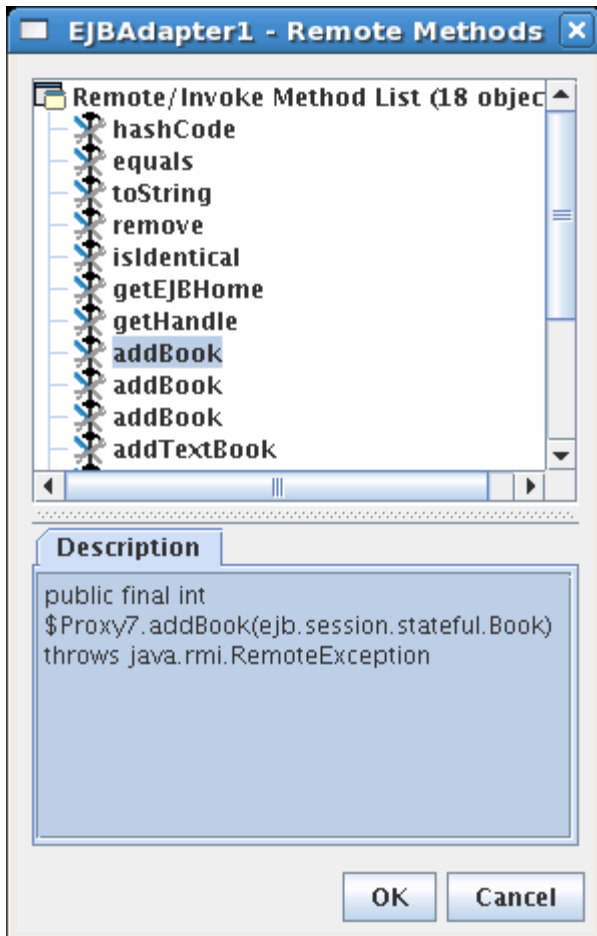 EJBAdapter1 - Remote Methods
Remote/Invoke Method List (18 objec
hashCode
equals
toString
remove
isIdentical
getEJBHome
getHandle
addBook
addBook
addBook
addTextBook
Description
public final int
$Proxy7.addBook(ejb.session.stateful.Book)
throws java.rmi.RemoteException
OK Cancel